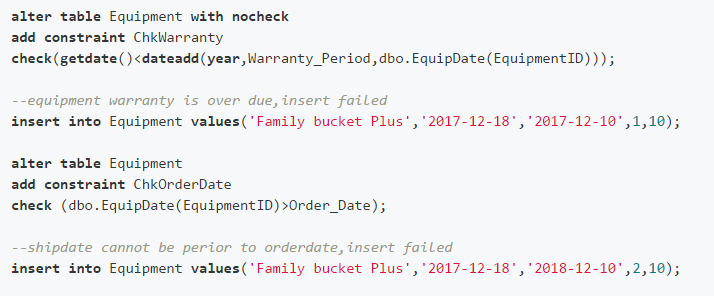 alter table Equipment with nocheck
add constraint ChkWarranty
check(getdate()<dateadd(year,Warranty_Period,dbo.EquipDate(EquipmentID)));
--equipment warranty is over due,insert failed
insert into Equipment values('Family bucket Plus','2017-12-18','2017-12-10',1,10);
alter table Equipment
add constraint ChkOrderDate
check (dbo.EquipDate(EquipmentID)>Order_Date);
--shipdate cannot be perior to orderdate,insert failed
insert into Equipment values('Family bucket Plus','2017-12-18','2018-12-10',2,10);